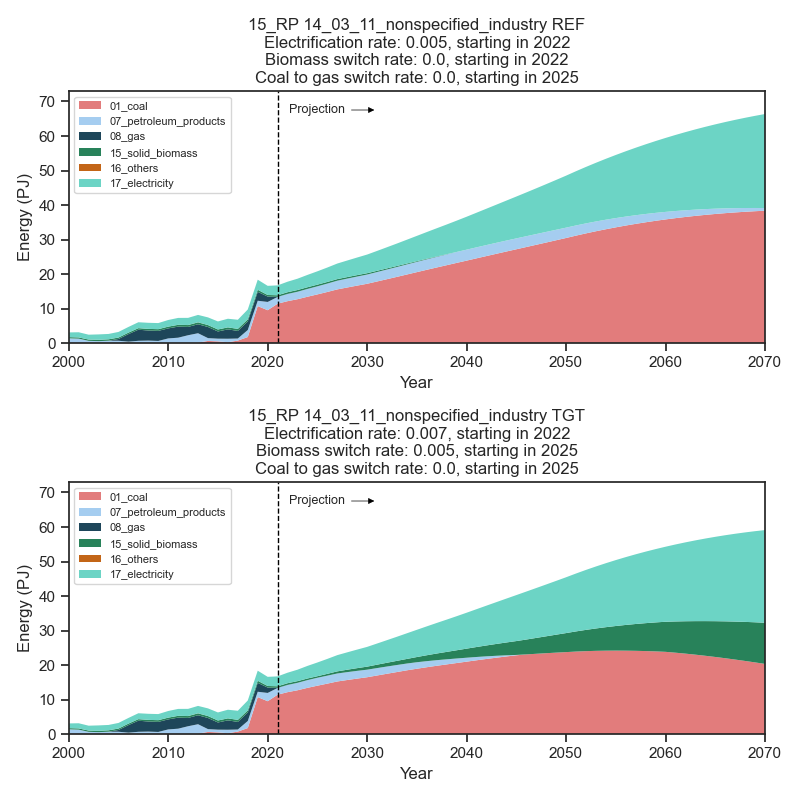 15_RP 14_03_11_nonspecified_industry REF
Electrification rate: 0.005, starting in 2022
Biomass switch rate: 0.0, starting in 2022
Coal to gas switch rate: 0.0, starting in 2025
70
60
50
40
30
20
10
0
Energy (PJ)
01_coal
07_petroleum_products
08_gas
15_solid_biomass
16_others
17_electricity
Projection
2000 2010 2020 2030 2040 2050 2060 2070
Year
15_RP 14_03_11_nonspecified_industry TGT
Electrification rate: 0.007, starting in 2022
Biomass switch rate: 0.005, starting in 2025
Coal to gas switch rate: 0.0, starting in 2025
70
60
50
40
30
20
10
0
Energy (PJ)
01_coal
07_petroleum_products
08_gas
15_solid_biomass
16_others
17_electricity
Projection
2000 2010 2020 2030 2040 2050 2060 2070
Year